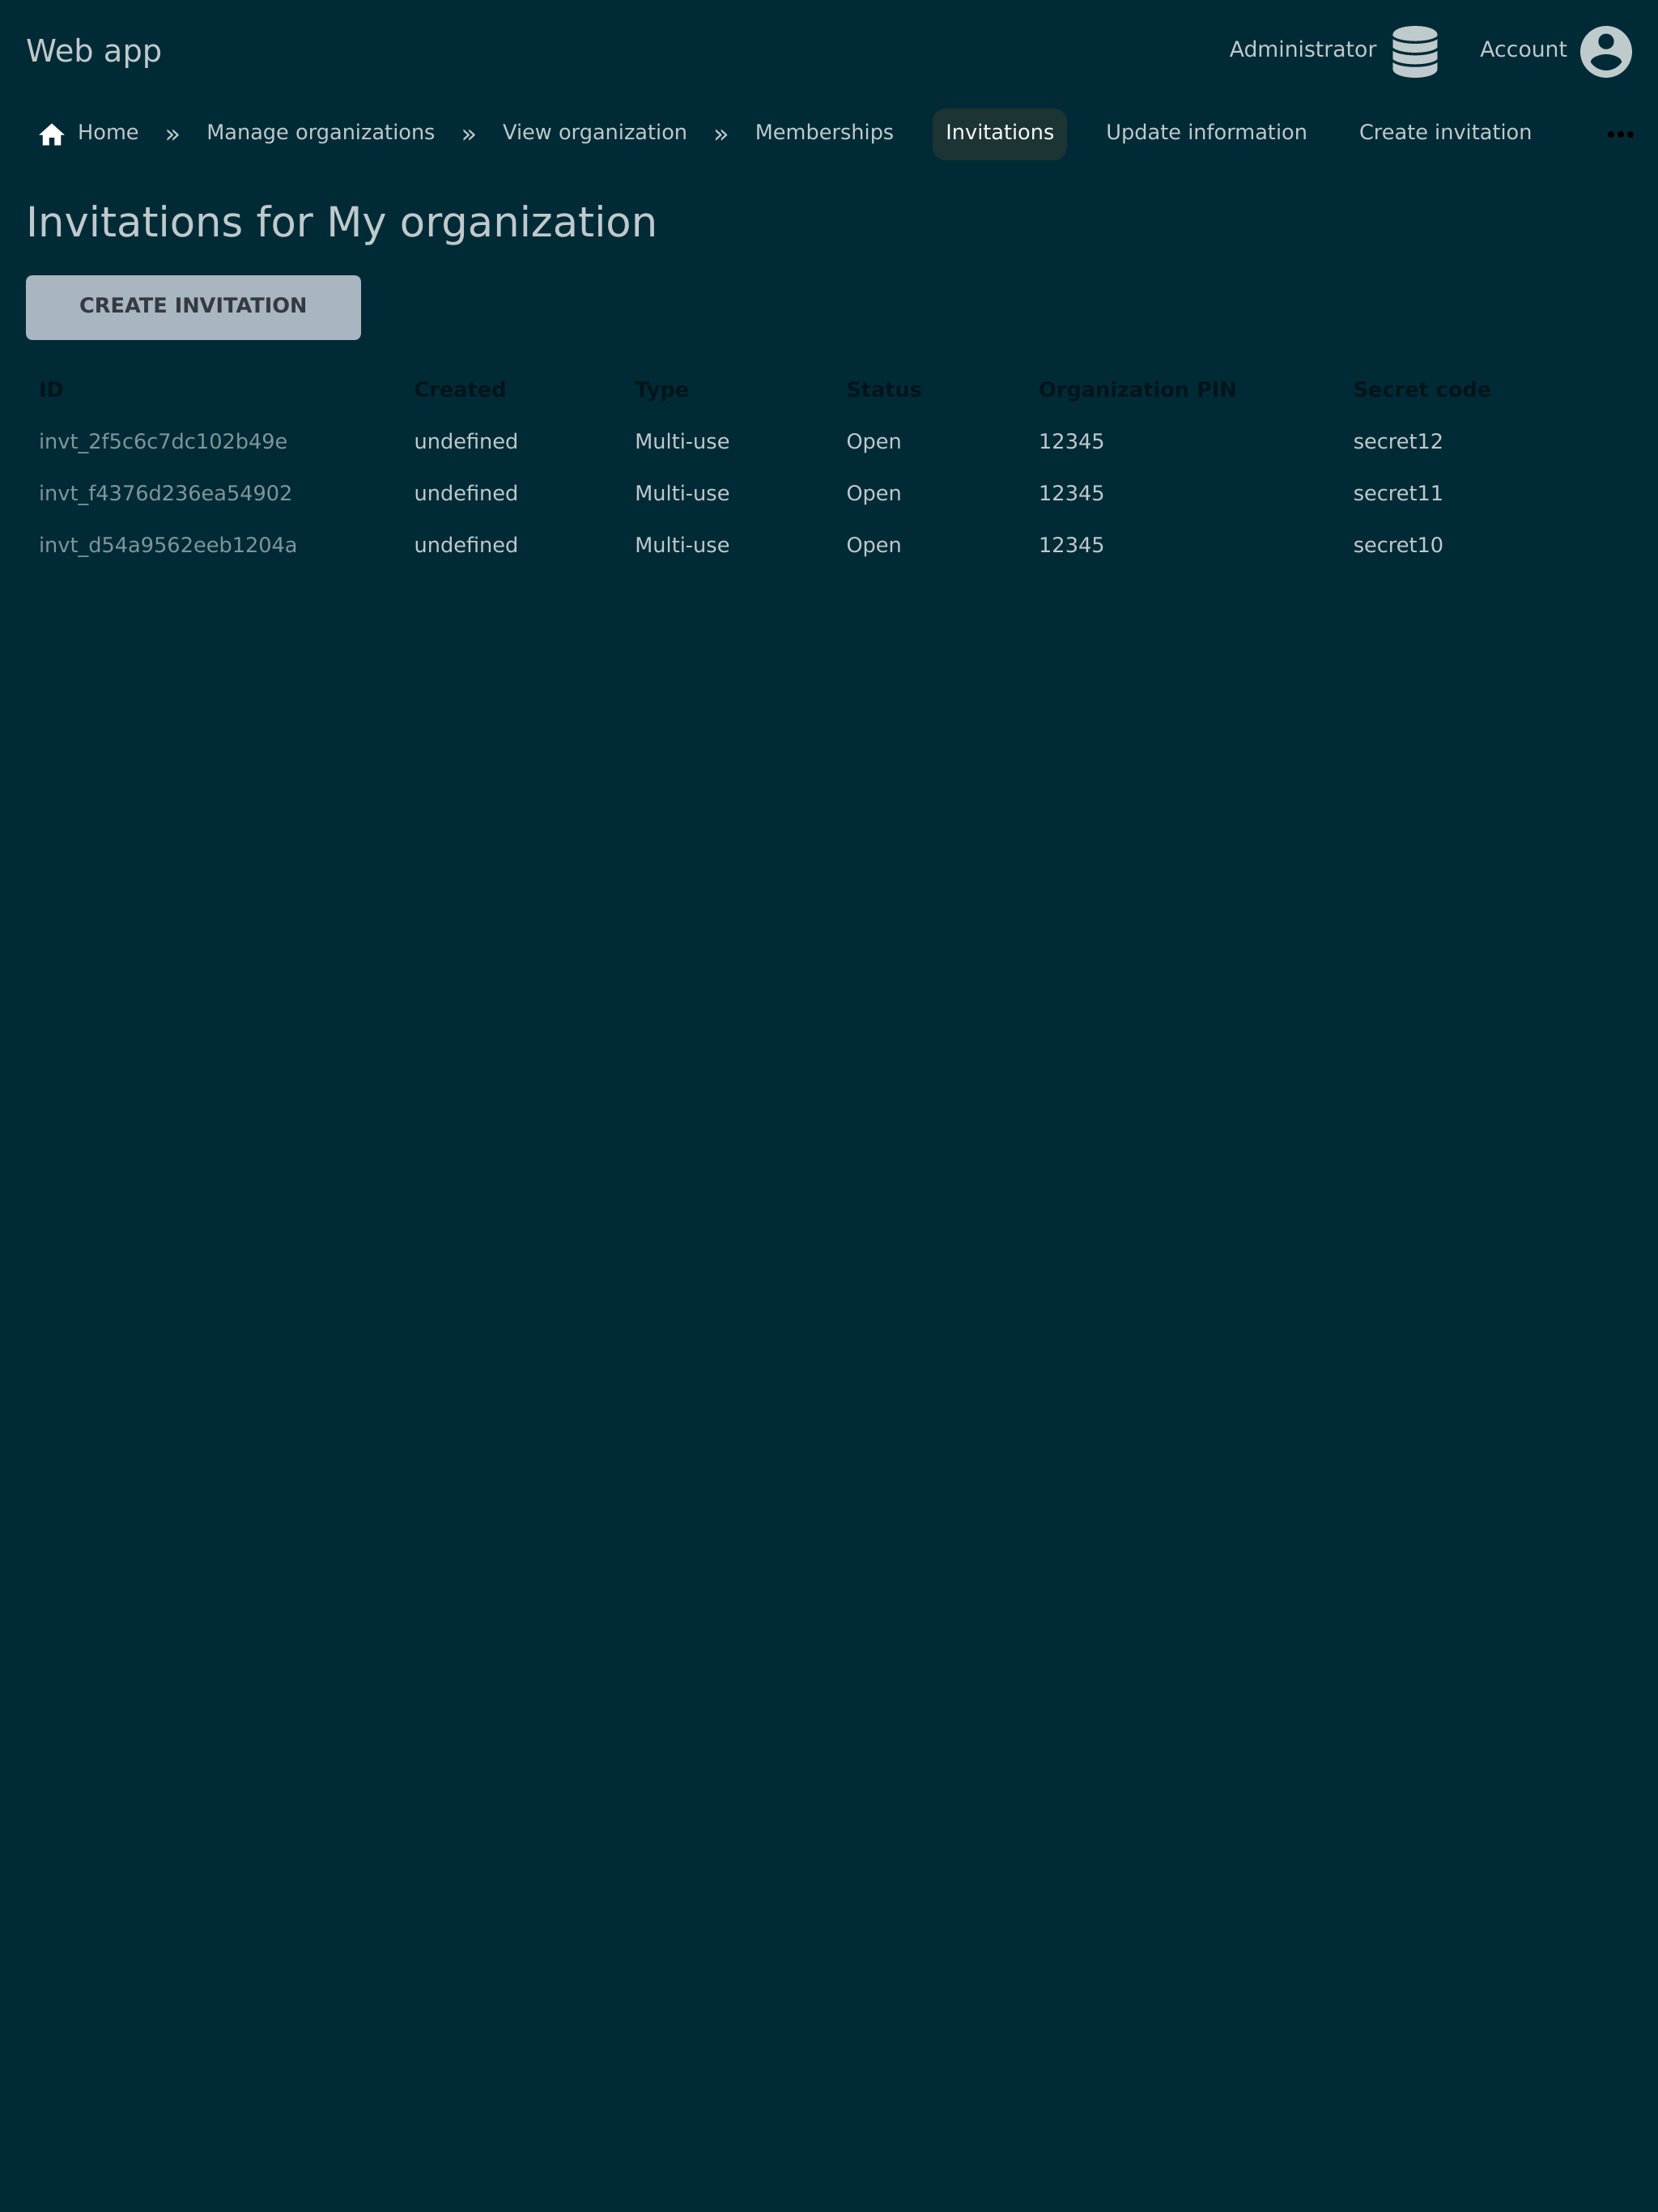 Web app
Administrator Account
Home » Manage organizations » View organization » Memberships Invitations Update information Create invitation •••
Invitations for My organization
CREATE INVITATION
ID Created Type Status Organization PIN Secret code
invt_2f5c6c7dc102b49e undefined Multi-use Open 12345 secret12
invt_f4376d236ea54902 undefined Multi-use Open 12345 secret11
invt_d54a9562eeb1204a undefined Multi-use Open 12345 secret10